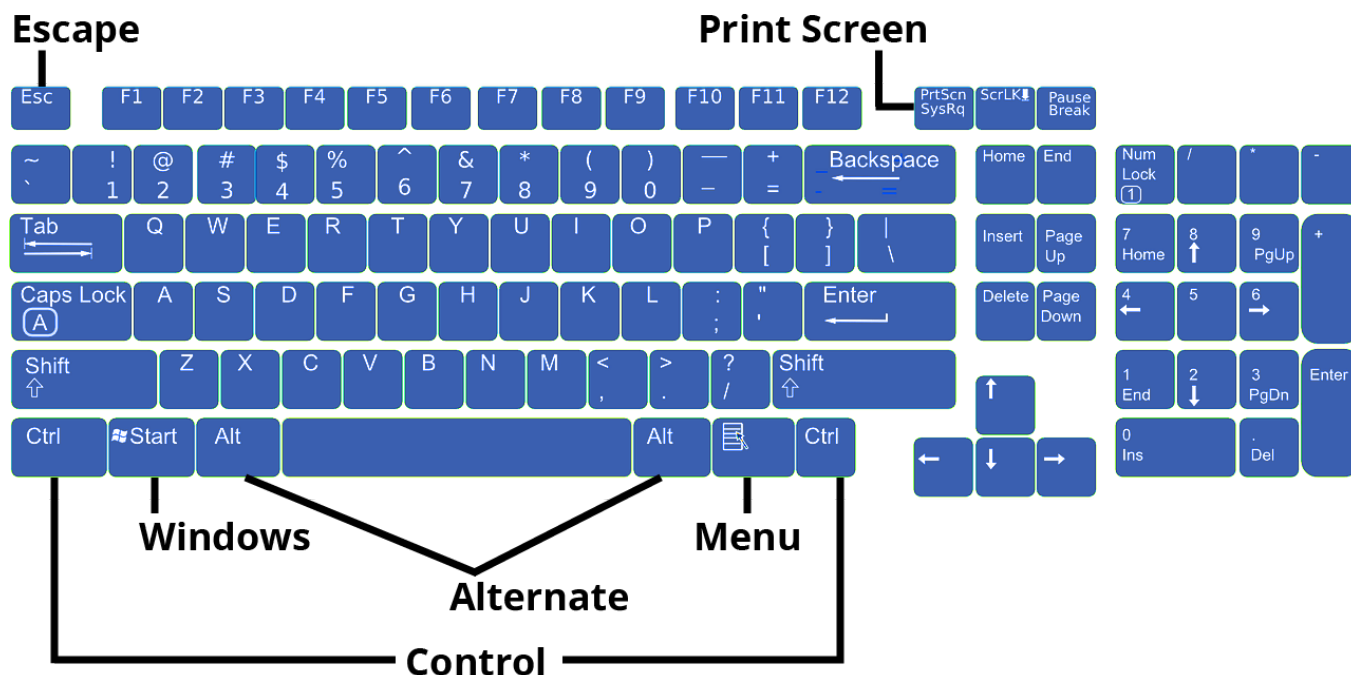 Escape Print Screen
Esc F1 F2 F3 F4 F5 F6 F7 F8 F9 F10 F11 F12 PrtScn SysRq ScrLK Pause Break
~ ! @ # $ % ^ & * ( ) — + Backspace Home End Num Lock / * -
` 1 2 3 4 5 6 7 8 9 0 – = 1
Tab Q W E R T Y U I O P { } | Insert Page Up 7 Home 8 9 PgUp +
[ ] \
Caps Lock A S D F G H J K L : " Enter Delete Page Down 4 5 6
A ; '
Shift Z X C V B N M < > ? Shift 1 End 2 3 PgDn Enter
, . /
Ctrl Start Alt Alt Ctrl 0 Ins . Del
Windows Menu
Alternate
Control